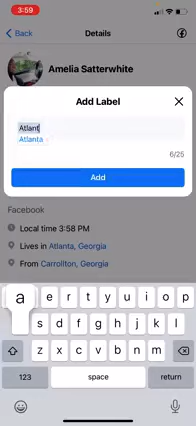 3:59
Back
Details
Amelia Satterwhite
Add Label
Atlant
Atlanta
6/25
Add
Facebook
Local time 3:58 PM
Lives in Atlanta, Georgia
From Carrollton, Georgia
a
e r t y u i o p
s d f g h j k l
z x c v b n m
123
space
return